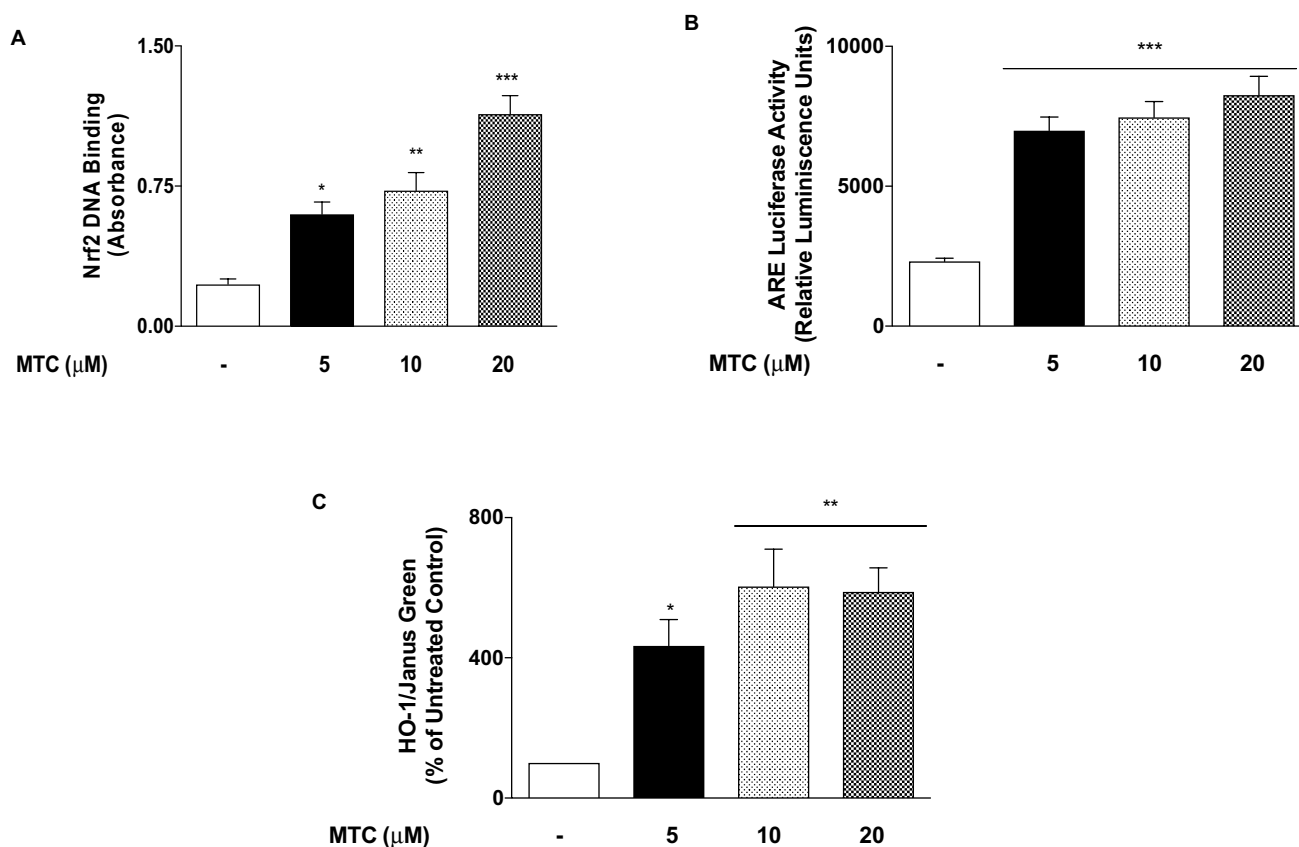 A
1.50
0.75
0.00
Nrf2 DNA Binding
(Absorbance)
*
**
***
MTC (μM)
-
5
10
20
B
10000
5000
0
ARE Luciferase Activity
(Relative Luminiscence Units)
***
MTC (μM)
-
5
10
20
C
800
400
0
HO-1/Janus Green
(% of Untreated Control)
*
**
MTC (μM)
-
5
10
20